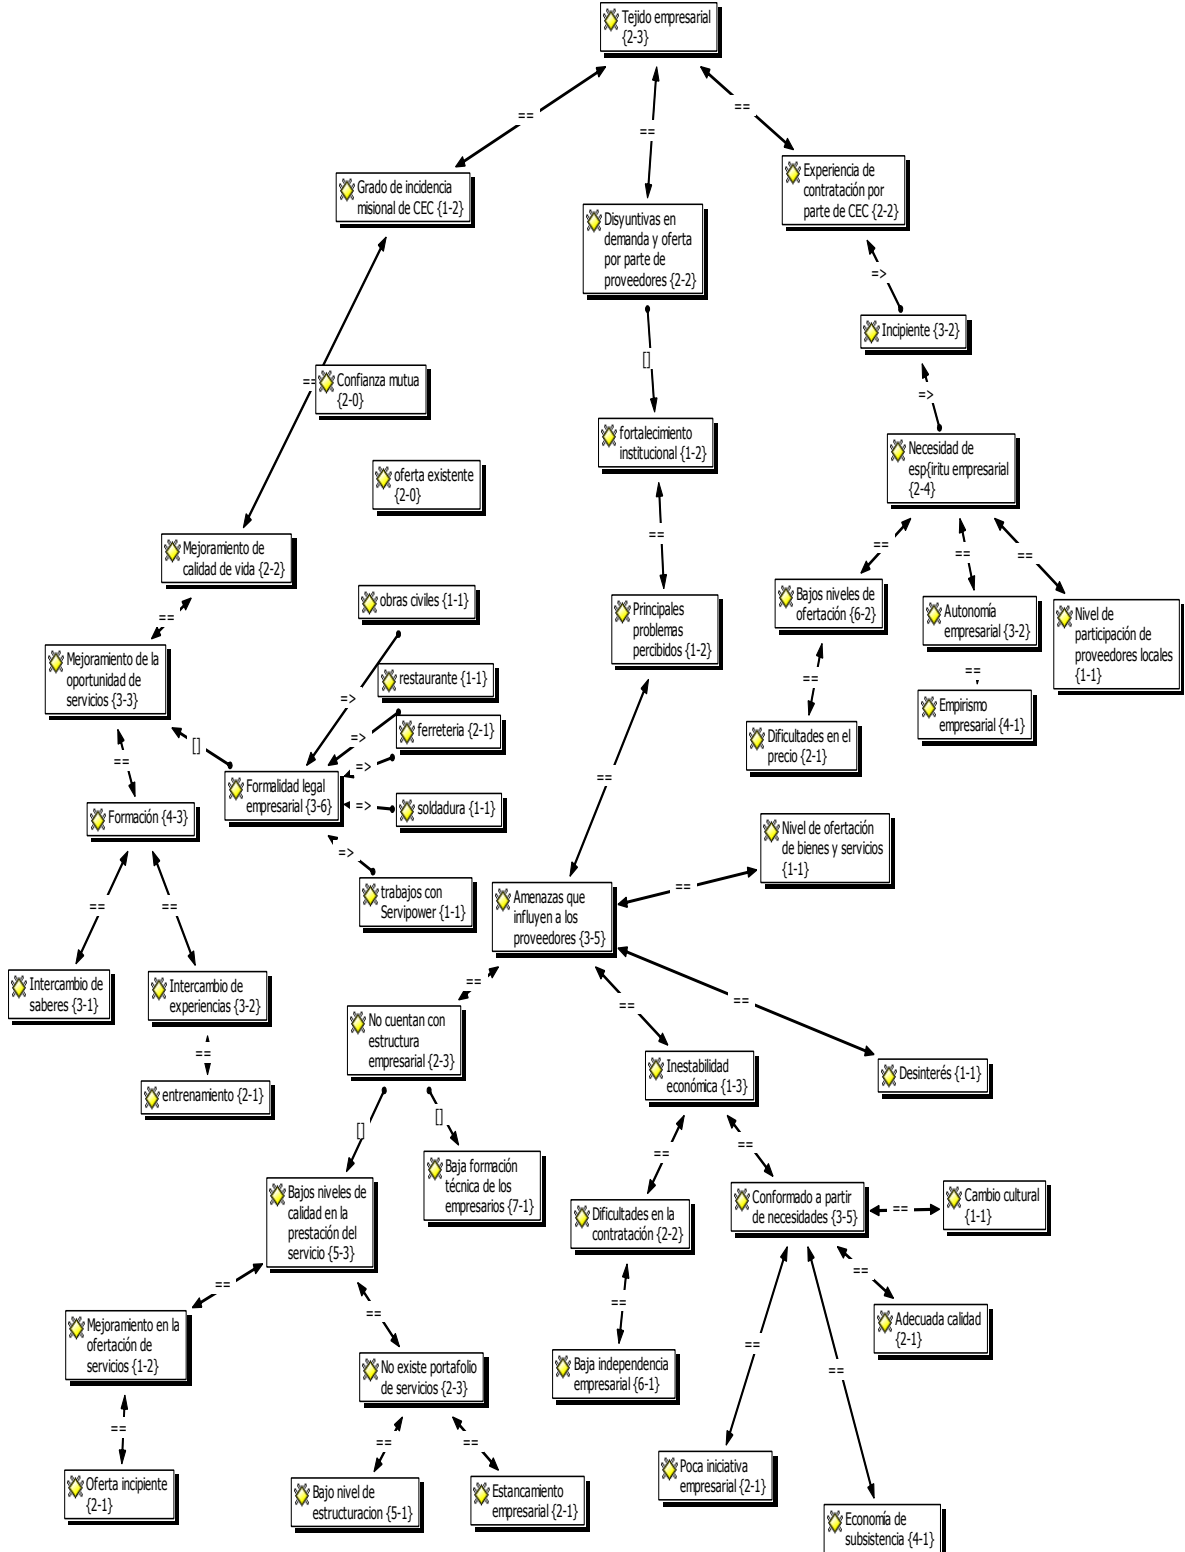 Tejido empresarial
{2-3}
==
==
==
Grado de incidencia
misional de CEC {1-2}
Experiencia de
contratación por
parte de CEC {2-2}
Disyuntivas en
demanda y oferta
por parte de
proveedores {2-2}
=>
Incipiente {3-2}
[]
==
Confianza mutua
{2-0}
=>
fortalecimiento
institucional {1-2}
Necesidad de
esp{iritu empresarial
{2-4}
oferta existente
{2-0}
==
==
==
==
Mejoramiento de
calidad de vida {2-2}
obras civiles {1-1}
Principales
problemas
percibidos {1-2}
Bajos niveles de
ofertación {6-2}
Autonomía
empresarial {3-2}
Nivel de
participación de
proveedores locales
{1-1}
==
Mejoramiento de la
oportunidad de
servicios {3-3}
restaurante {1-1}
=>
==
==
Empirismo
empresarial {4-1}
ferreteria {2-1}
=>
[]
Dificultades en el
precio {2-1}
==
=>
==
Formalidad legal
empresarial {3-6}
=>
soldadura {1-1}
Formación {4-3}
Nivel de ofertación
de bienes y servicios
{1-1}
=>
trabajos con
Servipower {1-1}
==
Amenazas que
influyen a los
proveedores {3-5}
==
==
Intercambio de
saberes {3-1}
Intercambio de
experiencias {3-2}
==
==
==
No cuentan con
estructura
empresarial {2-3}
==
Inestabilidad
económica {1-3}
Desinterés {1-1}
entrenamiento {2-1}
[]
[]
==
==
Baja formación
técnica de los
empresarios {7-1}
Bajos niveles de
calidad en la
prestación del
servicio {5-3}
Dificultades en la
contratación {2-2}
Conformado a partir
de necesidades {3-5}
==
Cambio cultural
{1-1}
==
==
==
==
Mejoramiento en la
ofertación de
servicios {1-2}
Adecuada calidad
{2-1}
No existe portafolio
de servicios {2-3}
Baja independencia
empresarial {6-1}
==
==
==
==
==
Oferta incipiente
{2-1}
Bajo nivel de
estructuracion {5-1}
Estancamiento
empresarial {2-1}
Poca iniciativa
empresarial {2-1}
Economía de
subsistencia {4-1}